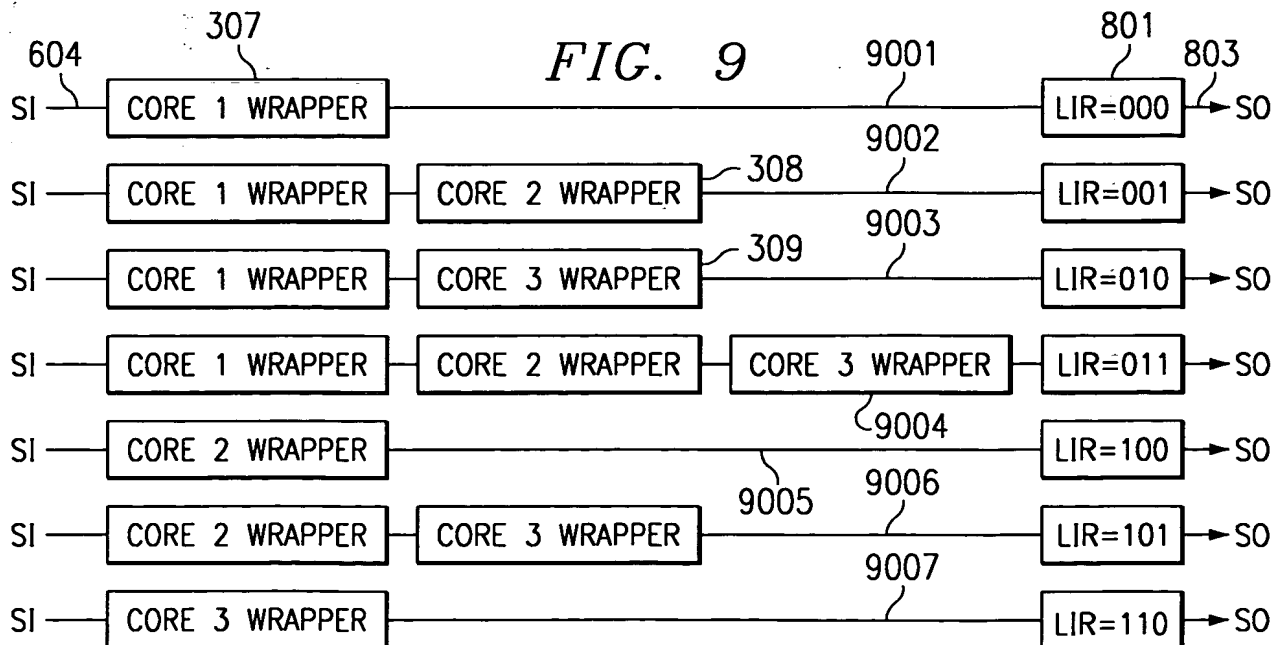 307
FIG. 9
801
604
9001
803
SI
CORE 1 WRAPPER
LIR=000
SO
9002
SI
CORE 1 WRAPPER
CORE 2 WRAPPER
308
LIR=001
SO
9003
SI
CORE 1 WRAPPER
CORE 3 WRAPPER
309
LIR=010
SO
SI
CORE 1 WRAPPER
CORE 2 WRAPPER
CORE 3 WRAPPER
LIR=011
SO
9004
SI
CORE 2 WRAPPER
LIR=100
SO
9005
9006
SI
CORE 2 WRAPPER
CORE 3 WRAPPER
LIR=101
SO
9007
SI
CORE 3 WRAPPER
LIR=110
SO